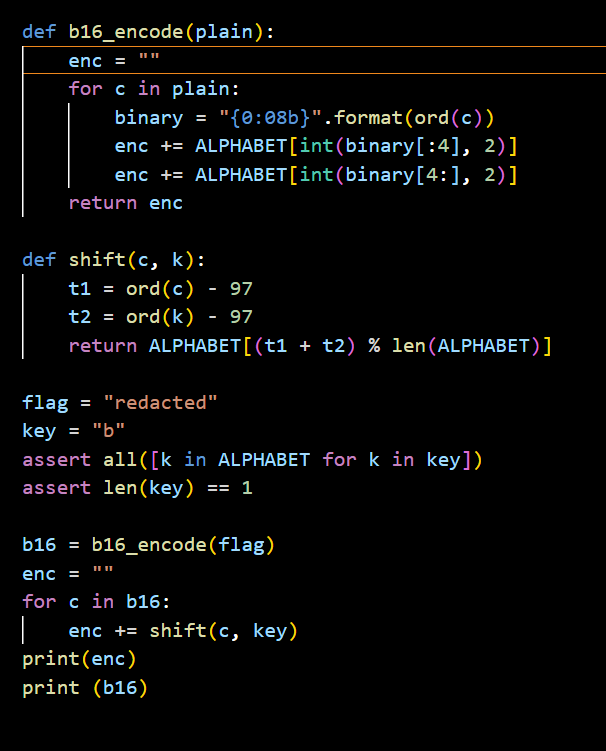 def b16_encode(plain):
    enc = ""
    for c in plain:
        binary = "{0:08b}".format(ord(c))
        enc += ALPHABET[int(binary[:4], 2)]
        enc += ALPHABET[int(binary[4:], 2)]
    return enc

def shift(c, k):
    t1 = ord(c) - 97
    t2 = ord(k) - 97
    return ALPHABET[(t1 + t2) % len(ALPHABET)]

flag = "redacted"
key = "b"
assert all([k in ALPHABET for k in key])
assert len(key) == 1

b16 = b16_encode(flag)
enc = ""
for c in b16:
    enc += shift(c, key)
print(enc)
print (b16)